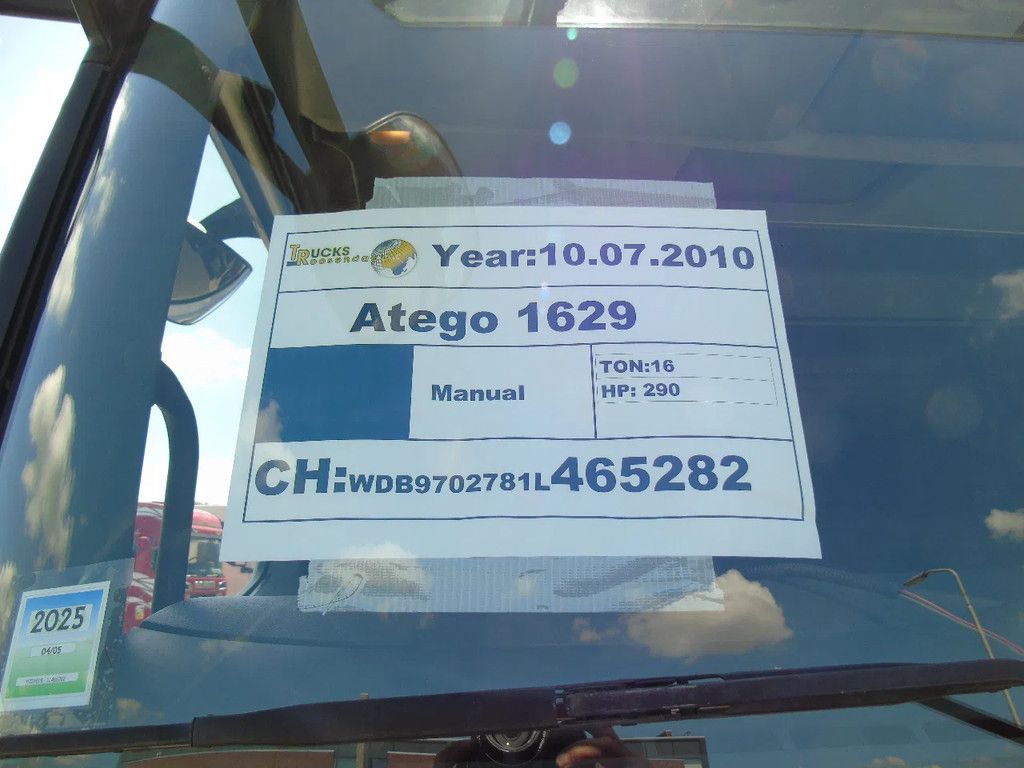 TRUCKS
Roosendaal
Year:10.07.2010
Atego 1629
Manual
TON:16
HP: 290
CH:WDB9702781L465282
2025
04/05